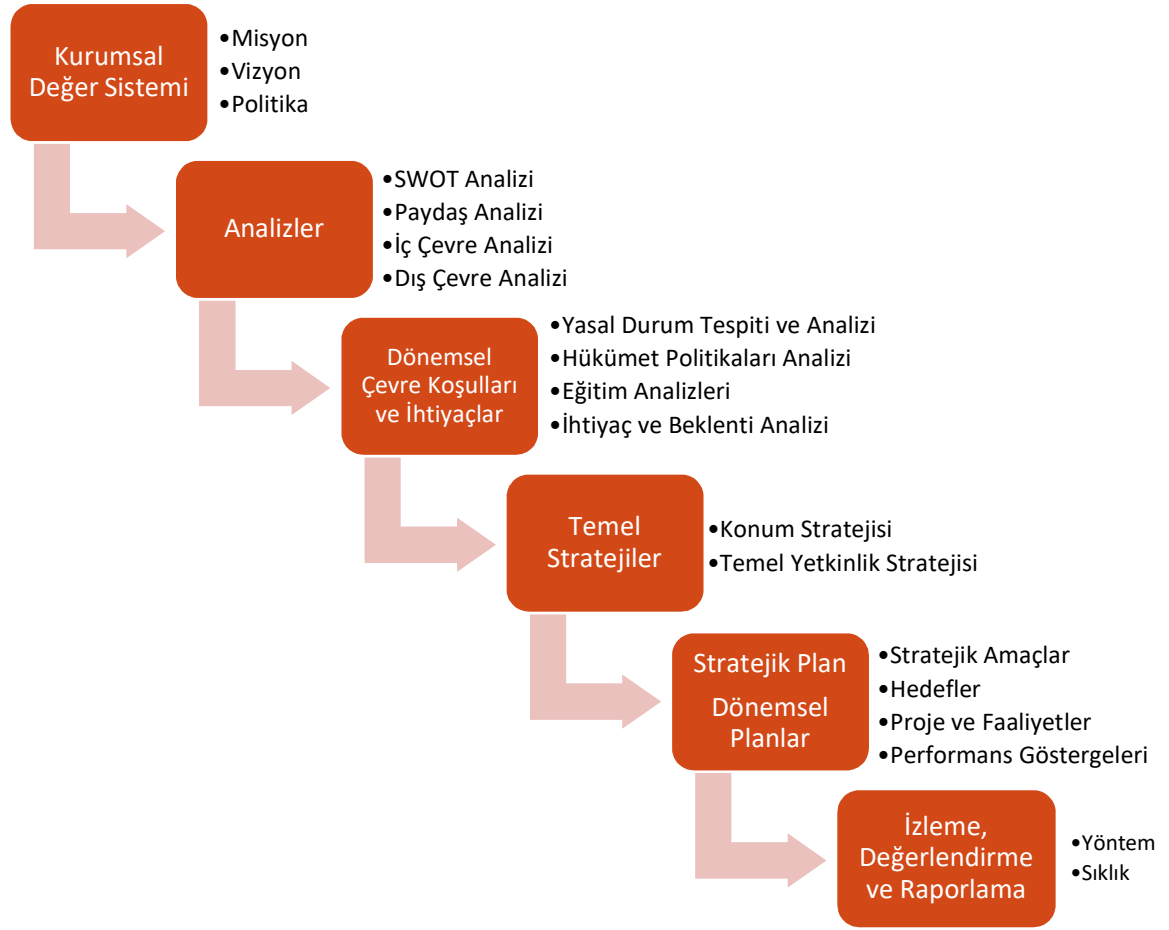 Kurumsal
Değer Sistemi
•Misyon
•Vizyon
•Politika
Analizler
•SWOT Analizi
•Paydaş Analizi
•İç Çevre Analizi
•Dış Çevre Analizi
Dönemsel
Çevre Koşulları
ve İhtiyaçlar
•Yasal Durum Tespiti ve Analizi
•Hükümet Politikaları Analizi
•Eğitim Analizleri
•İhtiyaç ve Beklenti Analizi
Temel
Stratejiler
•Konum Stratejisi
•Temel Yetkinlik Stratejisi
Stratejik Plan
Dönemsel
Planlar
•Stratejik Amaçlar
•Hedefler
•Proje ve Faaliyetler
•Performans Göstergeleri
İzleme,
Değerlendirme
ve Raporlama
•Yöntem
•Sıklık